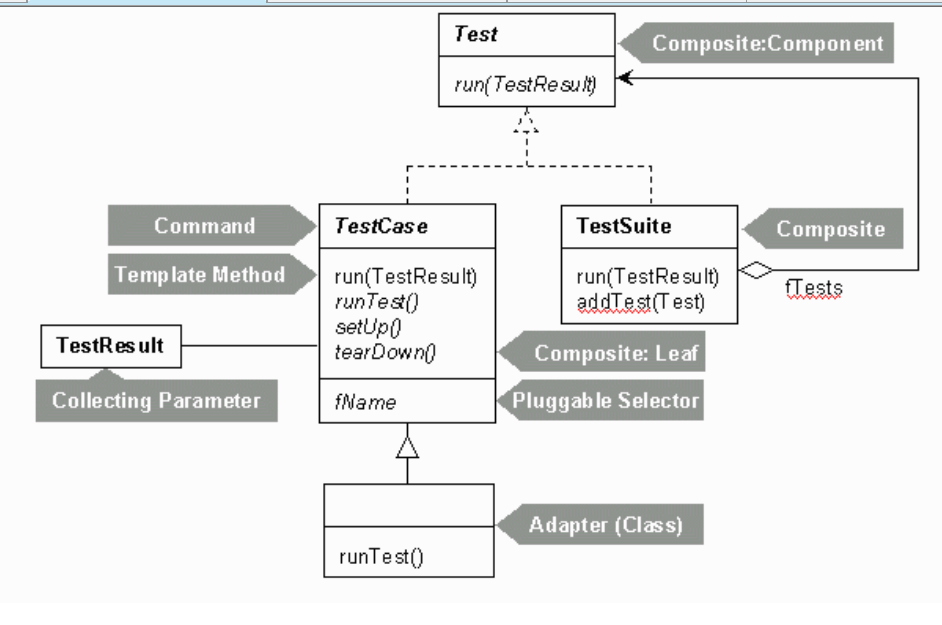 Test
Composite:Component
run(TestResult)
Command
TestCase
TestSuite
Composite
Template Method
run(TestResult)
runTest()
setUp()
tearDown()
run(TestResult)
addTest(Test)
fTests
TestResult
Composite: Leaf
Collecting Parameter
fName
Pluggable Selector
Adapter (Class)
runTest()